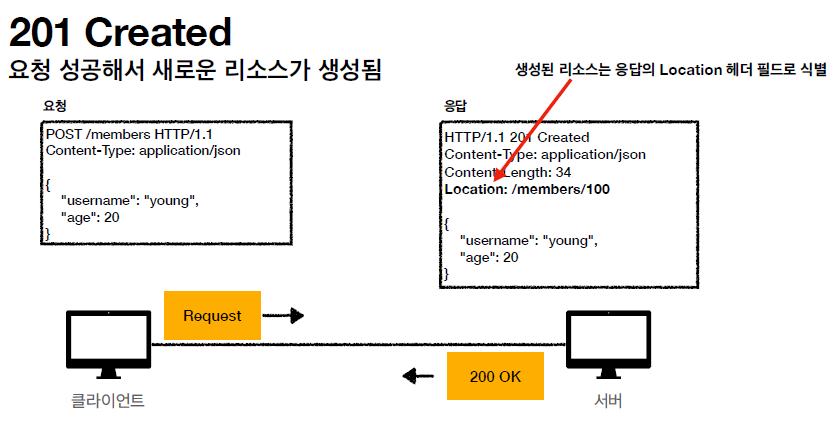 201 Created
요청 성공해서 새로운 리소스가 생성됨
생성된 리소스는 응답의 Location 헤더 필드로 식별
요청
POST /members HTTP/1.1
Content-Type: application/json
{
"username": "young",
"age": 20
}
응답
HTTP/1.1 201 Created
Content-Type: application/json
Content-Length: 34
Location: /members/100
{
"username": "young",
"age": 20
}
Request
200 OK
클라이언트
서버